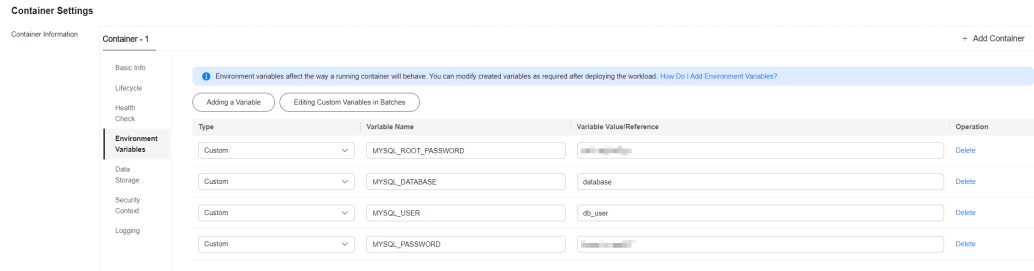 Container Settings
Container Information
Container - 1
+ Add Container
Basic Info
Lifecycle
Health
Check
Environment
Variables
Data
Storage
Security
Context
Logging
Environment variables affect the way a running container will behave. You can modify created variables as required after deploying the workload. How Do I Add Environment Variables?
Adding a Variable Editing Custom Variables in Batches
Type Variable Name Variable Value/Reference Operation
Custom MYSQL_ROOT_PASSWORD Delete
Custom MYSQL_DATABASE database Delete
Custom MYSQL_USER db_user Delete
Custom MYSQL_PASSWORD Delete